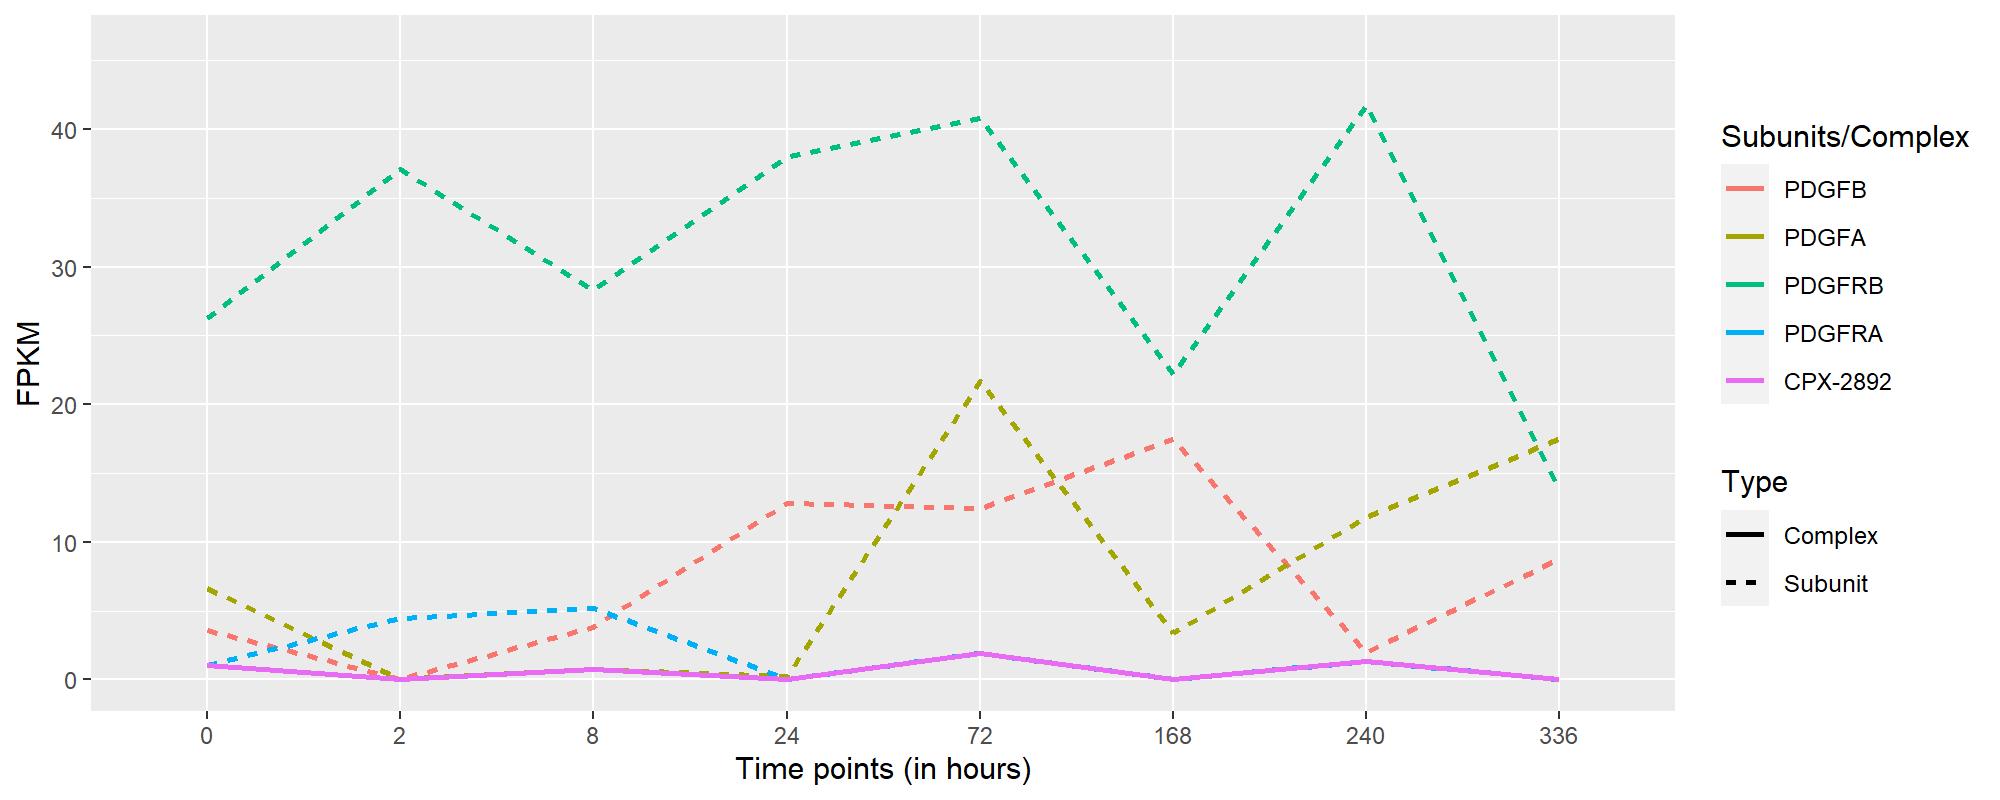 FPKM
40
30
20
10
0
0 2 8 24 72 168 240 336
Time points (in hours)
Subunits/Complex
PDGFB
PDGFA
PDGFRB
PDGFRA
CPX-2892
Type
Complex
Subunit